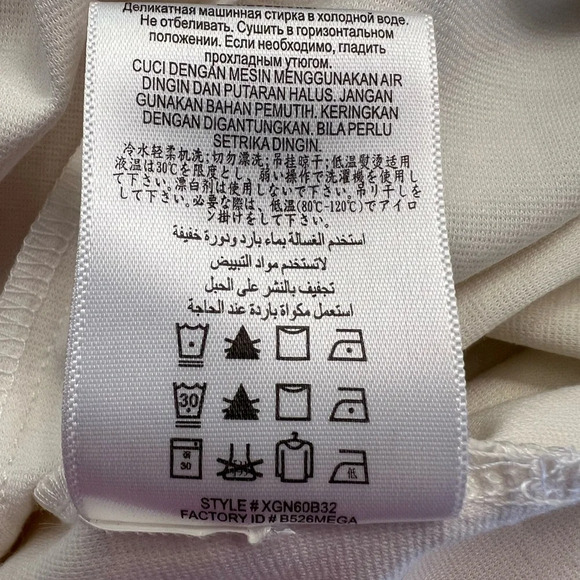 Деликатная машинная стирка в холодной воде.
Не отбеливать. Сушить в горизонтальном
положении. Если необходимо, гладить
прохладным утюгом.
CUCI DENGAN MESIN MENGGUNAKAN AIR
DINGIN DAN PUTARAN HALUS. JANGAN
GUNAKAN BAHAN PEMUTIH. KERINGKAN
DENGAN DIGANTUNGKAN. BILA PERLU
SETRIKA DINGIN.
冷水轻柔机洗;切勿漂洗;吊挂晾干;低温熨烫适用
液温は30℃を限度とし、弱い操作で洗濯機を使用し
て下さい。漂白剤は使用しないで下さい。吊り干しを
して下さい。必要な際は、低温(80℃-120℃)でアイロ
ン掛けをして下さい。
استخدم الغسالة بماء بارد ودورة خفيفة
لاتستخدم مواد التبييض
تجفيف بالنشر على الحبل
استعمل مكواة باردة عند الحاجة
30
30
低
STYLE # XGN60B32
FACTORY ID # B526MEGA